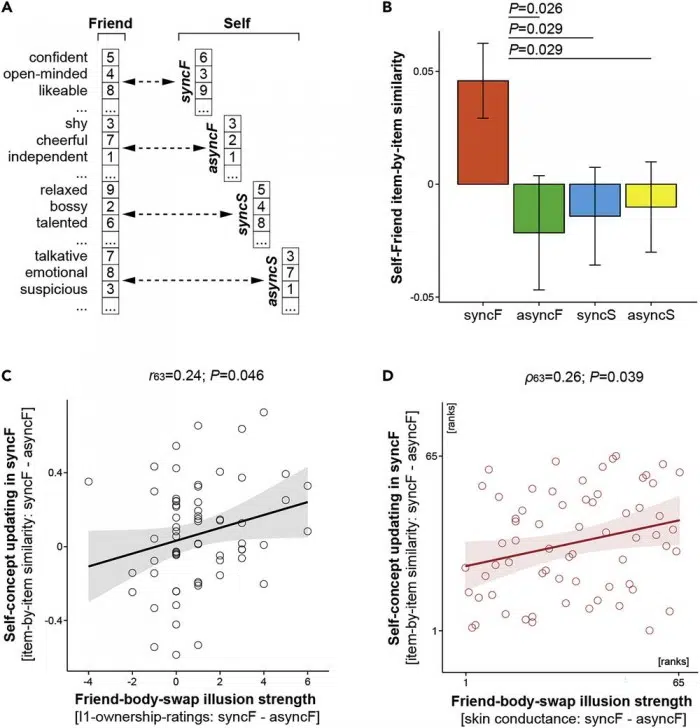 A
Friend Self
confident 5 6
open-minded 4 3
likeable 8 9
... ... ...
syncF
shy 3 3
cheerful 7 2
independent 1 1
... ... ...
asyncF
relaxed 9 5
bossy 2 4
talented 6 8
... ... ...
syncS
talkative 7 3
emotional 8 7
suspicious 3 1
... ... ...
asyncS
B
P=0.026
P=0.029
P=0.029
Self-Friend item-by-item similarity
0.05
0
-0.05
syncF asyncF syncS asyncS
C
r63=0.24; P=0.046
Self-concept updating in syncF
[item-by-item similarity: syncF - asyncF]
0.4
0
-0.4
-4 -2 0 2 4 6
Friend-body-swap illusion strength
[I1-ownership-ratings: syncF - asyncF]
D
ρ63=0.26; P=0.039
Self-concept updating in syncF
[item-by-item similarity: syncF - asyncF]
[ranks]
65
1
[ranks]
1 65
Friend-body-swap illusion strength
[skin conductance: syncF - asyncF]